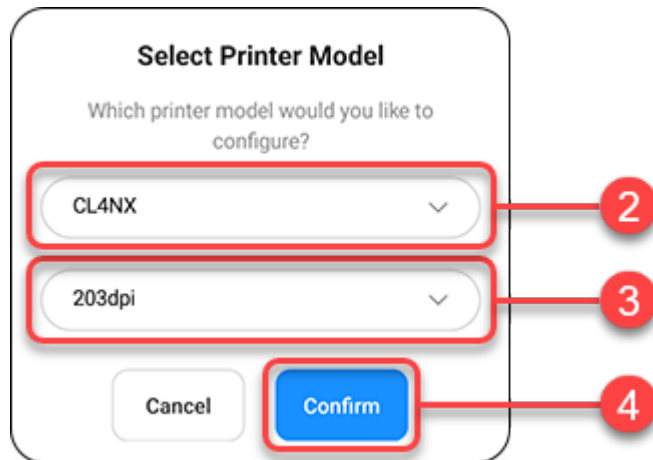 Select Printer Model
Which printer model would you like to
configure?
CL4NX
2
203dpi
3
Cancel
Confirm
4